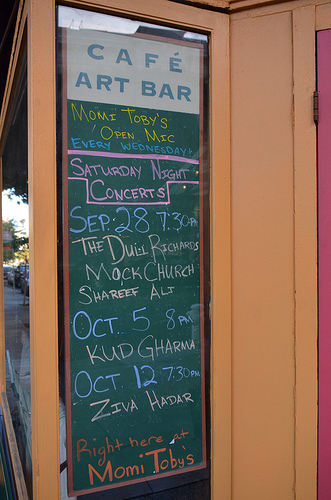 CAFÉ
ART BAR
MOMI TOBY'S
OPEN MIC
EVERY WEDNESDAY
SATURDAY NIGHT
CONCERTS
SEP. 28 7:30PM
THE DULL RICHARDS
MOCK CHURCH
SHAREEF ALI
OCT. 5 8PM
KUD GHARMA
OCT 12 7:30PM
ZIVA HADAR
Right here at
Momi Toby's